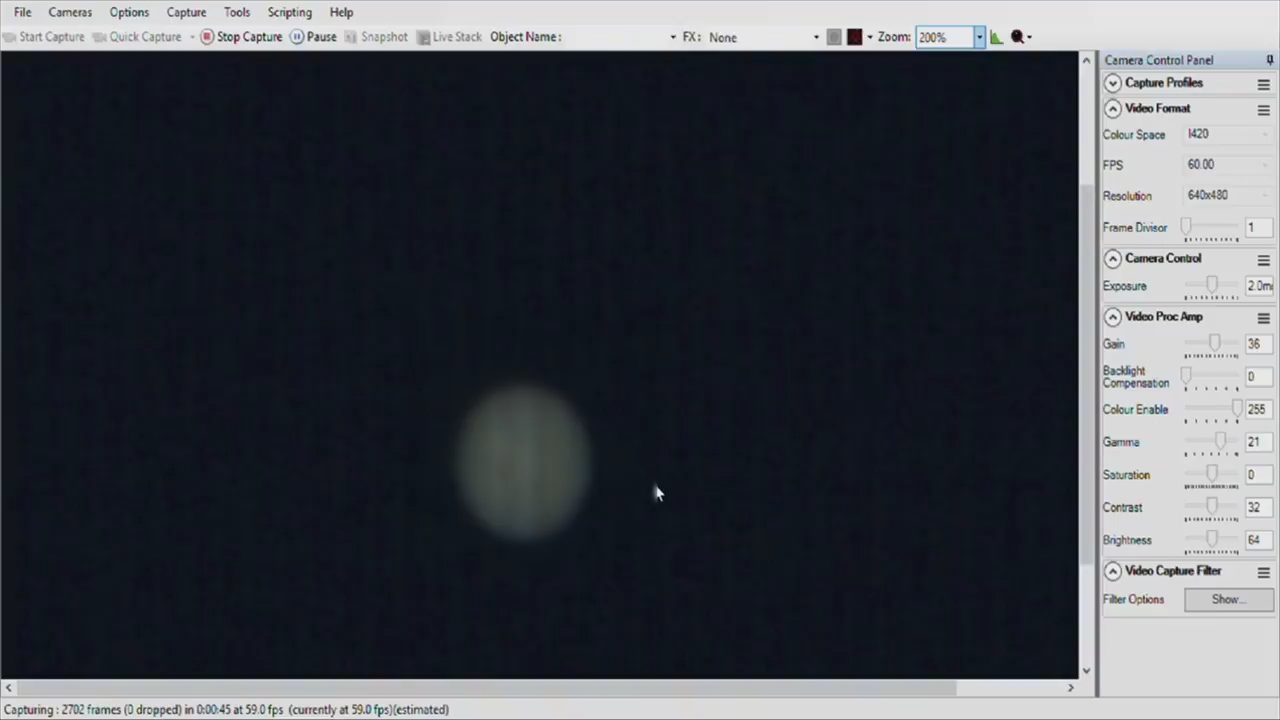 File Cameras Options Capture Tools Scripting Help
Start Capture Quick Capture Stop Capture Pause Snapshot Live Stack Object Name: FX: None Zoom: 200%
Camera Control Panel
Capture Profiles
Video Format
Colour Space I420
FPS 60.00
Resolution 640x480
Frame Divisor 1
Camera Control
Exposure 2.0m
Video Proc Amp
Gain 36
Backlight
Compensation 0
Colour Enable 255
Gamma 21
Saturation 0
Contrast 32
Brightness 64
Video Capture Filter
Filter Options Show...
Capturing : 2702 frames (0 dropped) in 0:00:45 at 59.0 fps (currently at 59.0 fps)(estimated)